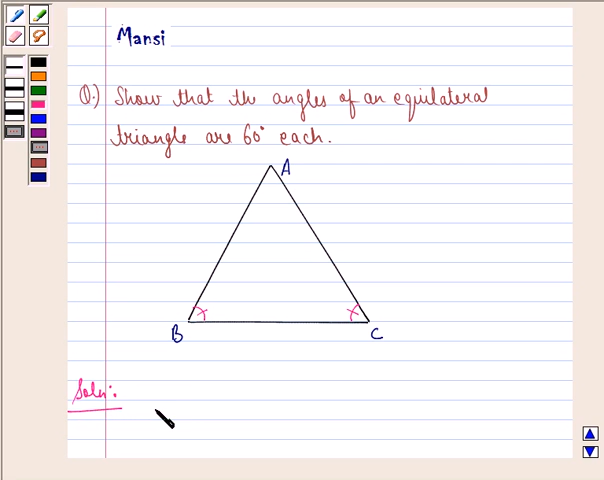 Mansi
Q.) Show that the angles of an equilateral
triangle are 60° each.
A
B
C
Soln: